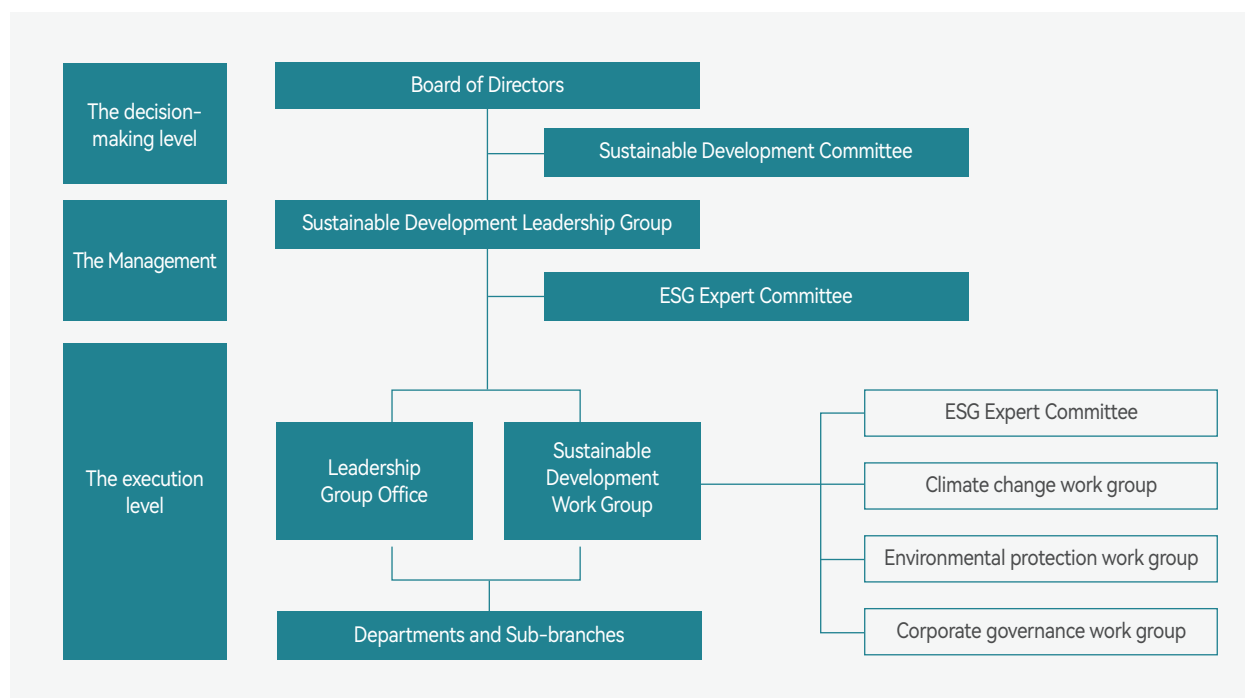 The decision-
making level
Board of Directors
Sustainable Development Committee
The Management
Sustainable Development Leadership Group
ESG Expert Committee
The execution
level
Leadership
Group Office
Sustainable
Development
Work Group
ESG Expert Committee
Climate change work group
Environmental protection work group
Corporate governance work group
Departments and Sub-branches